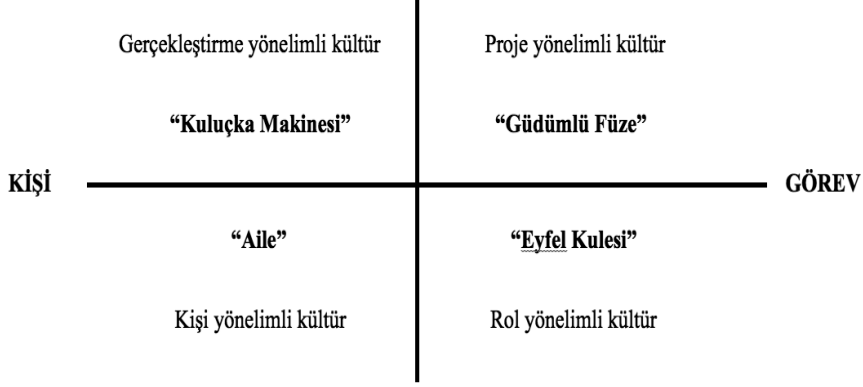 Gerçekleştirme yönelimli kültür
Proje yönelimli kültür
“Kuluçka Makinesi”
“Güdümlü Füze”
KİŞİ
GÖREV
“Aile”
“Eyfel Kulesi”
Kişi yönelimli kültür
Rol yönelimli kültür